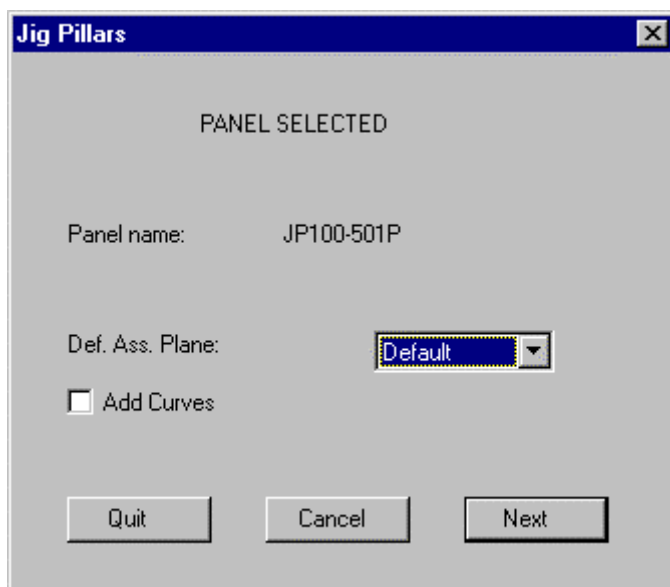 Jig Pillars
PANEL SELECTED
Panel name: JP100-501P
Def. Ass. Plane: Default
Add Curves
Quit Cancel Next